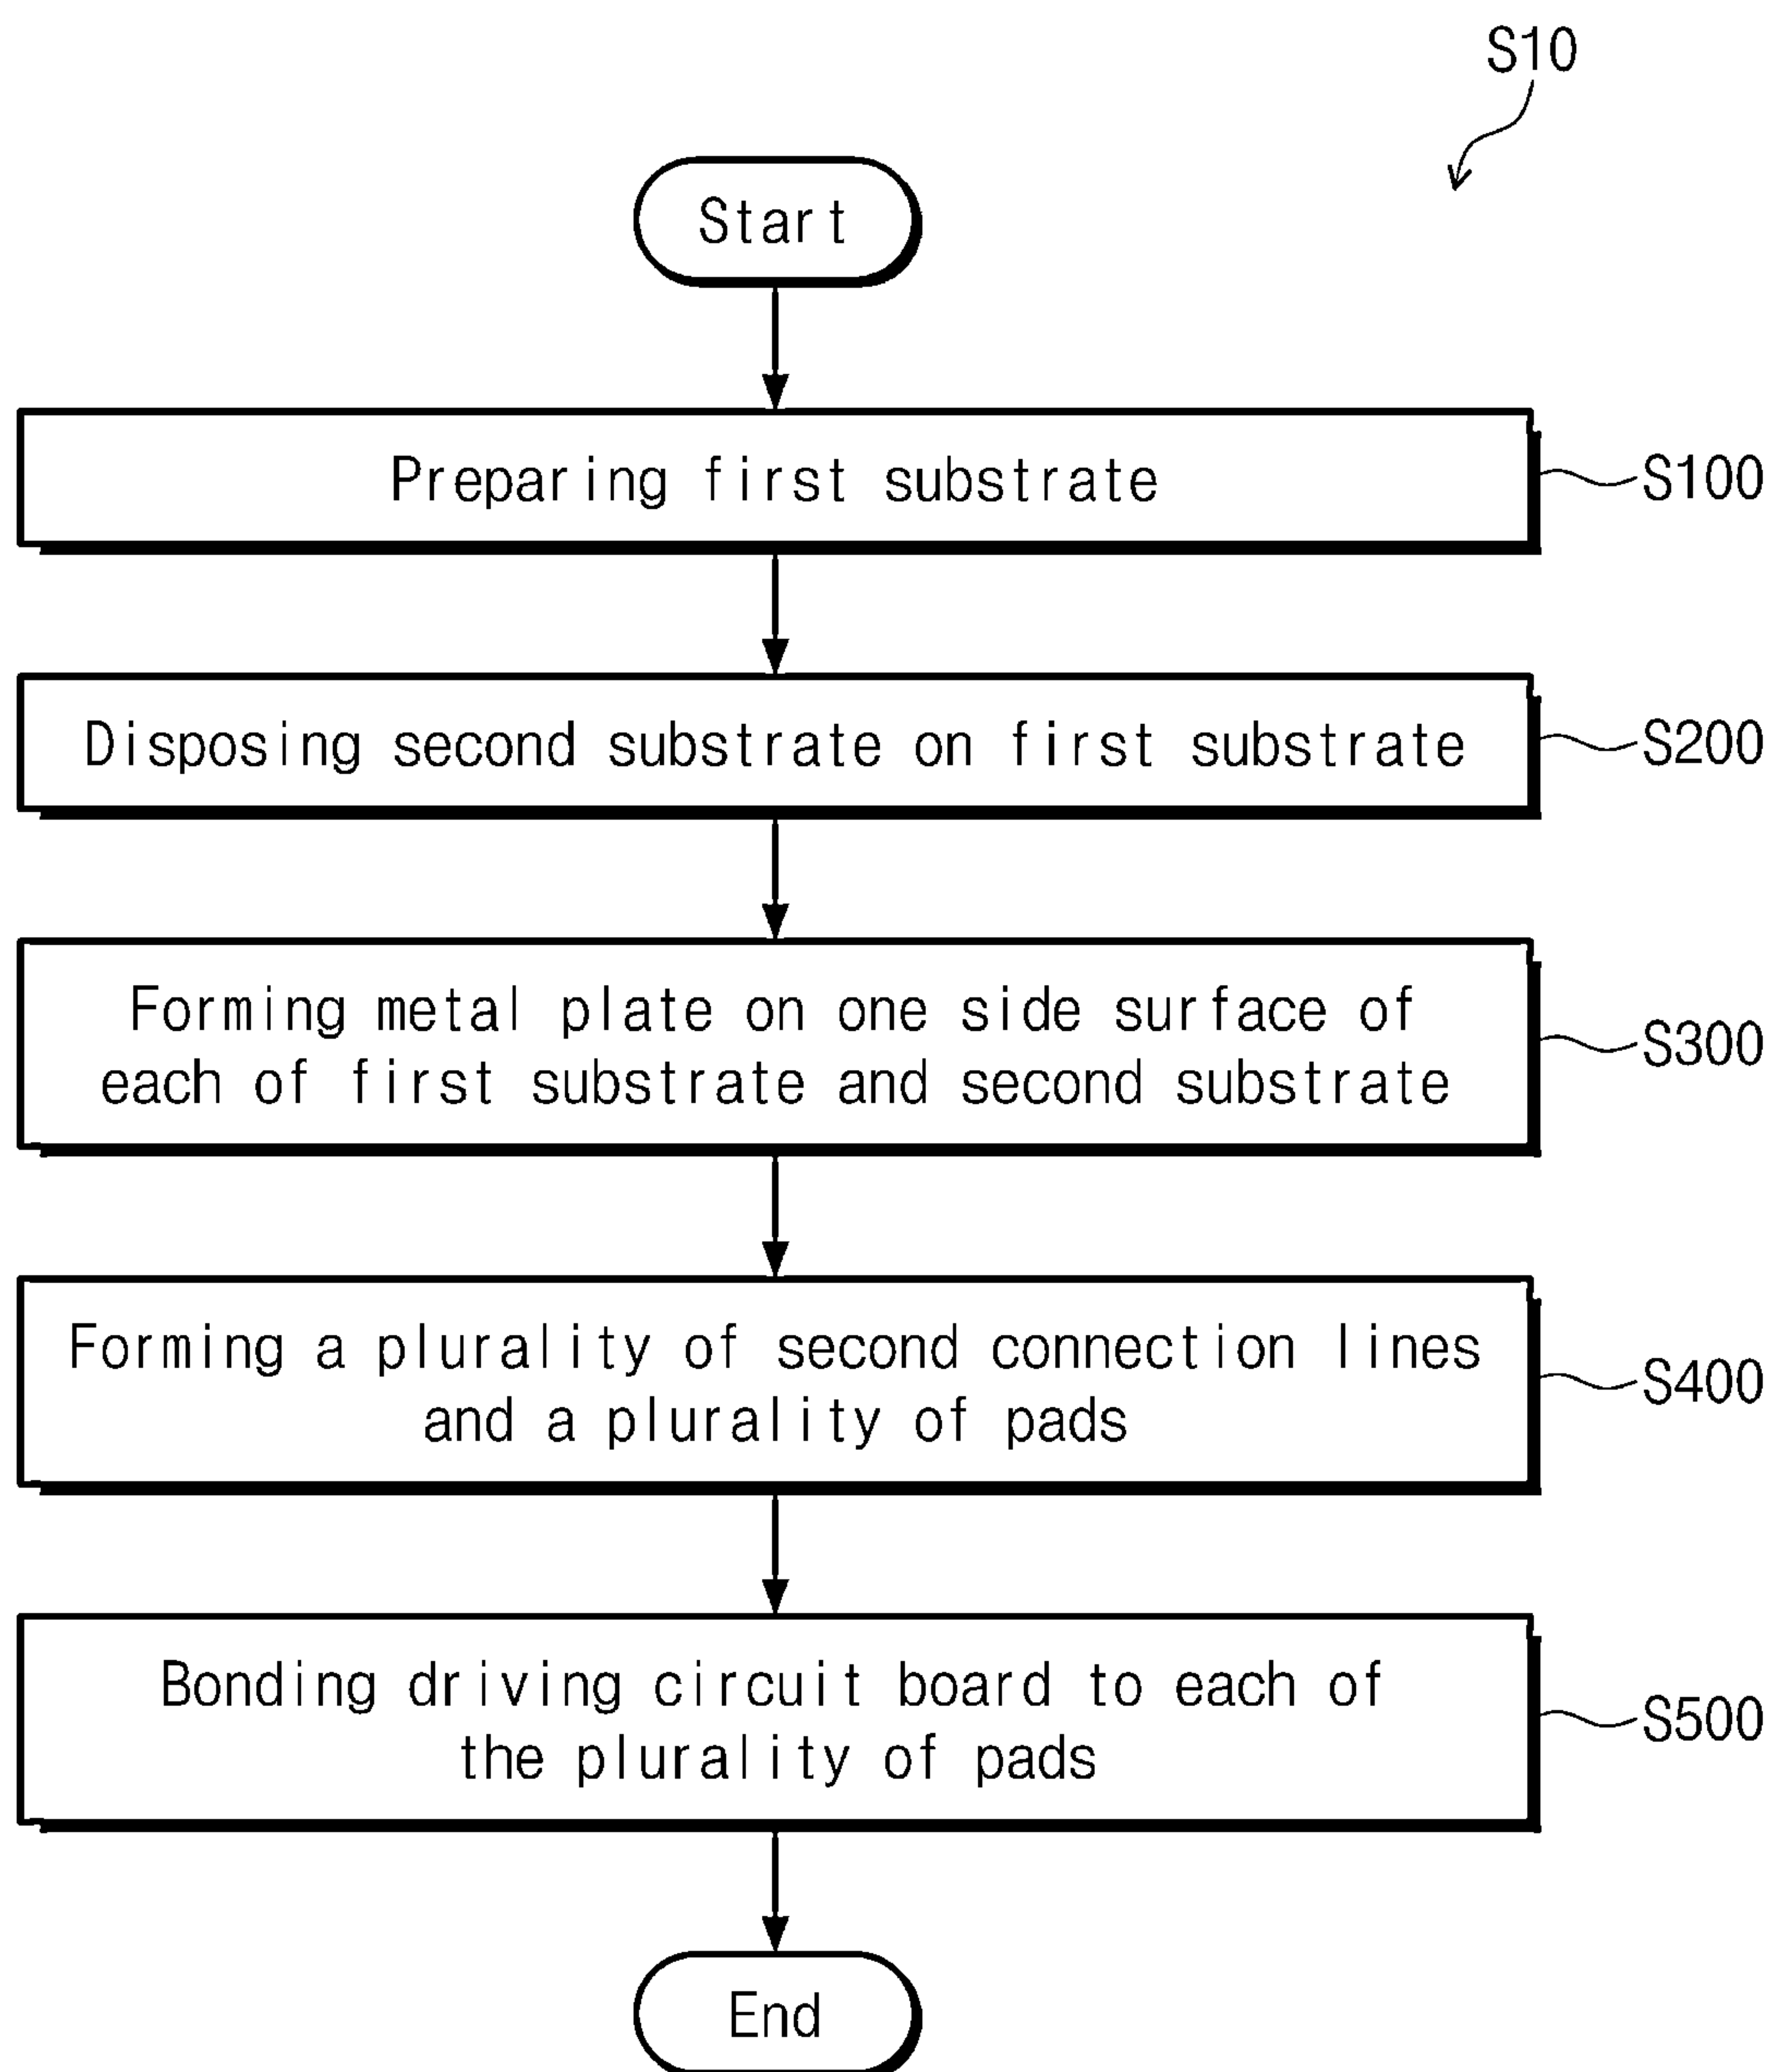 S10
Start
Preparing first substrate
S100
Disposing second substrate on first substrate
S200
Forming metal plate on one side surface of
each of first substrate and second substrate
S300
Forming a plurality of second connection lines
and a plurality of pads
S400
Bonding driving circuit board to each of
the plurality of pads
S500
End